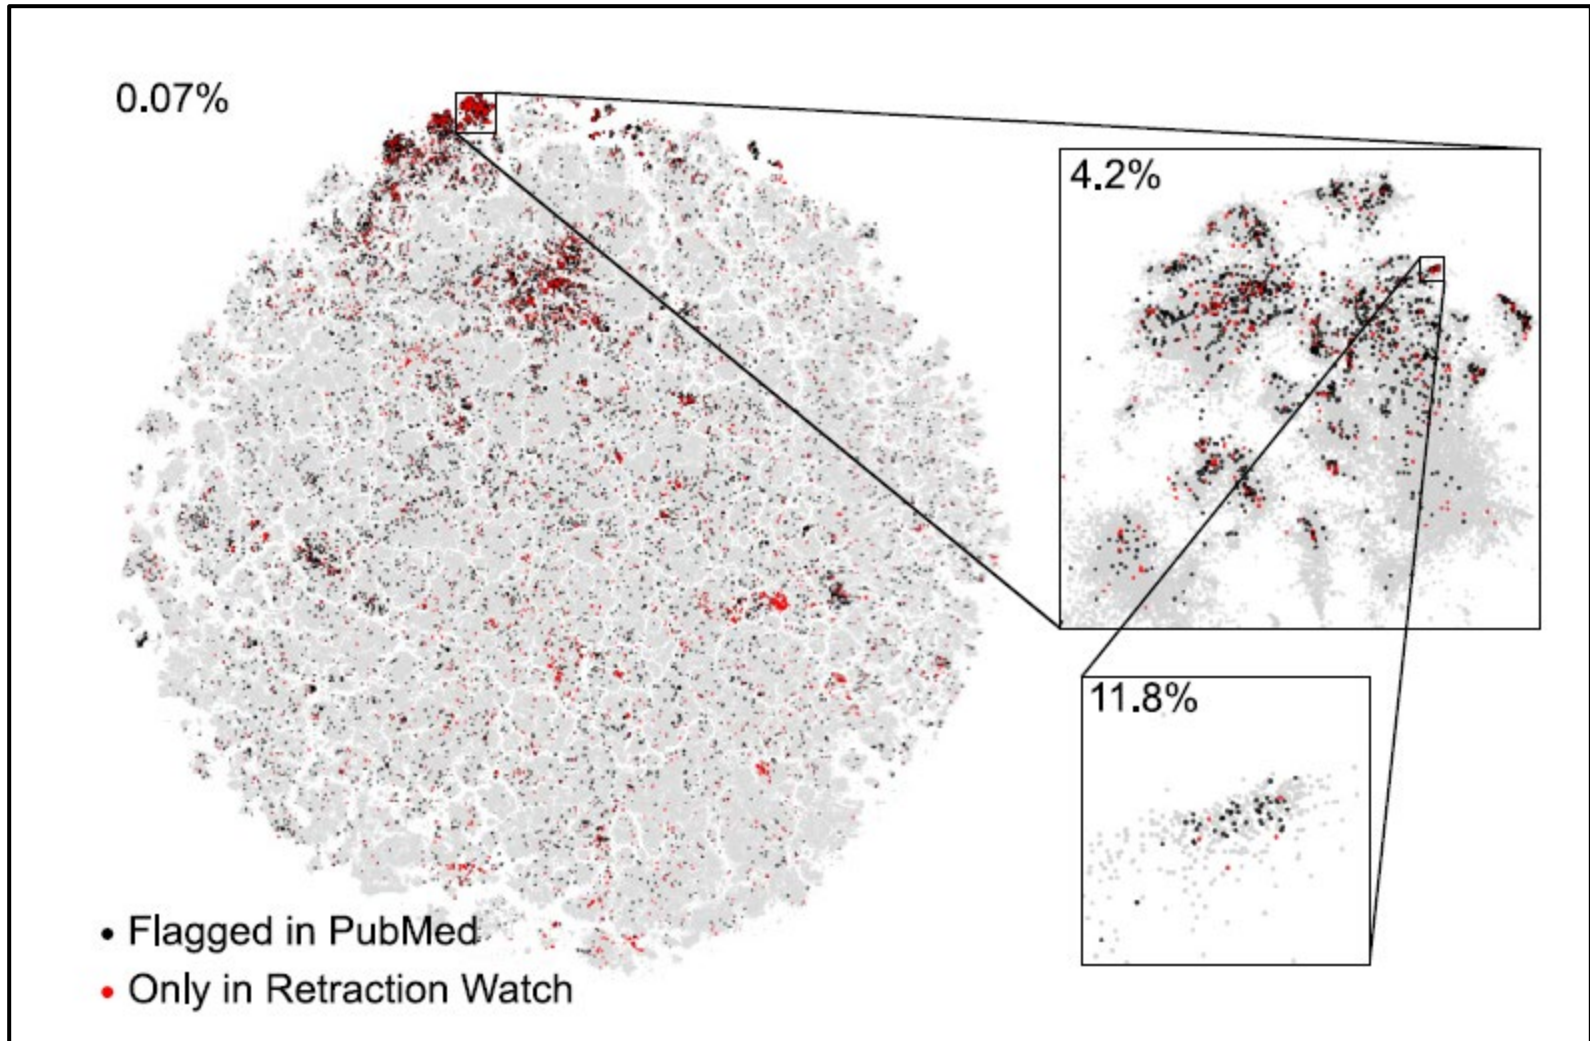 0.07%
4.2%
11.8%
Flagged in PubMed
Only in Retraction Watch